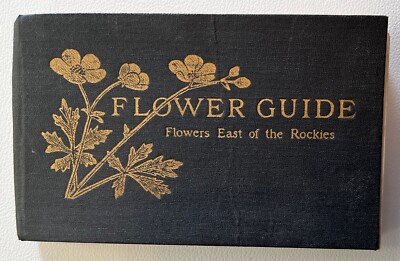 FLOWER GUIDE
Flowers East of the Rockies